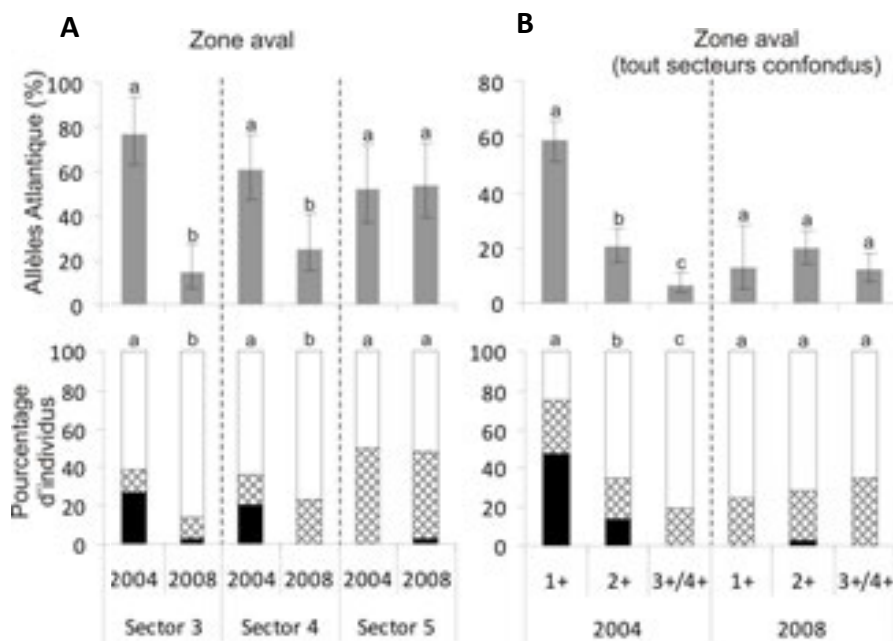 A
Zone aval
Allèles Atlantique (%)
100
80
60
40
20
0
a
b
a
b
a
a
Pourcentage
d'individus
100
80
60
40
20
0
a
b
a
b
a
a
2004 2008 2004 2008 2004 2008
Sector 3 Sector 4 Sector 5
B
Zone aval
(tout secteurs confondus)
80
60
40
20
0
a
b
c
a
a
a
100
80
60
40
20
0
a
b
c
a
a
a
1+ 2+ 3+/4+ 1+ 2+ 3+/4+
2004 2008